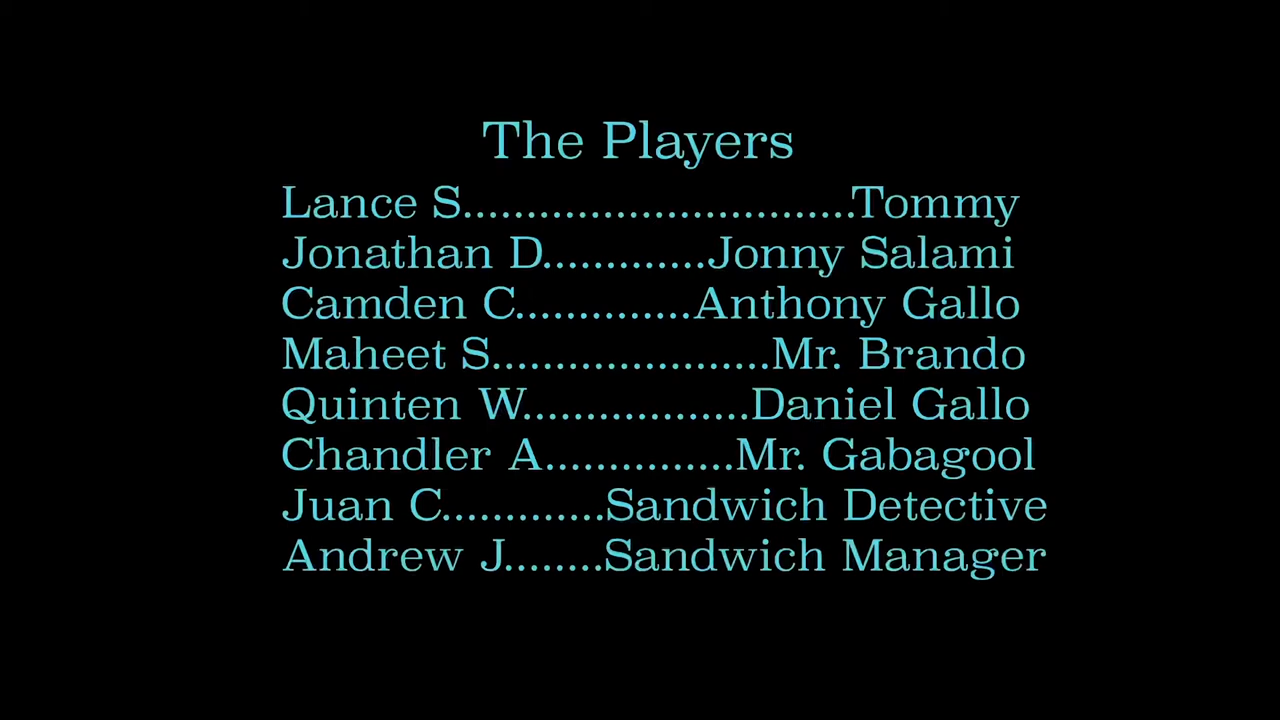 The Players
Lance S..............................Tommy
Jonathan D.............Jonny Salami
Camden C..............Anthony Gallo
Maheet S.....................Mr. Brando
Quinten W.................Daniel Gallo
Chandler A...............Mr. Gabagool
Juan C.............Sandwich Detective
Andrew J........Sandwich Manager